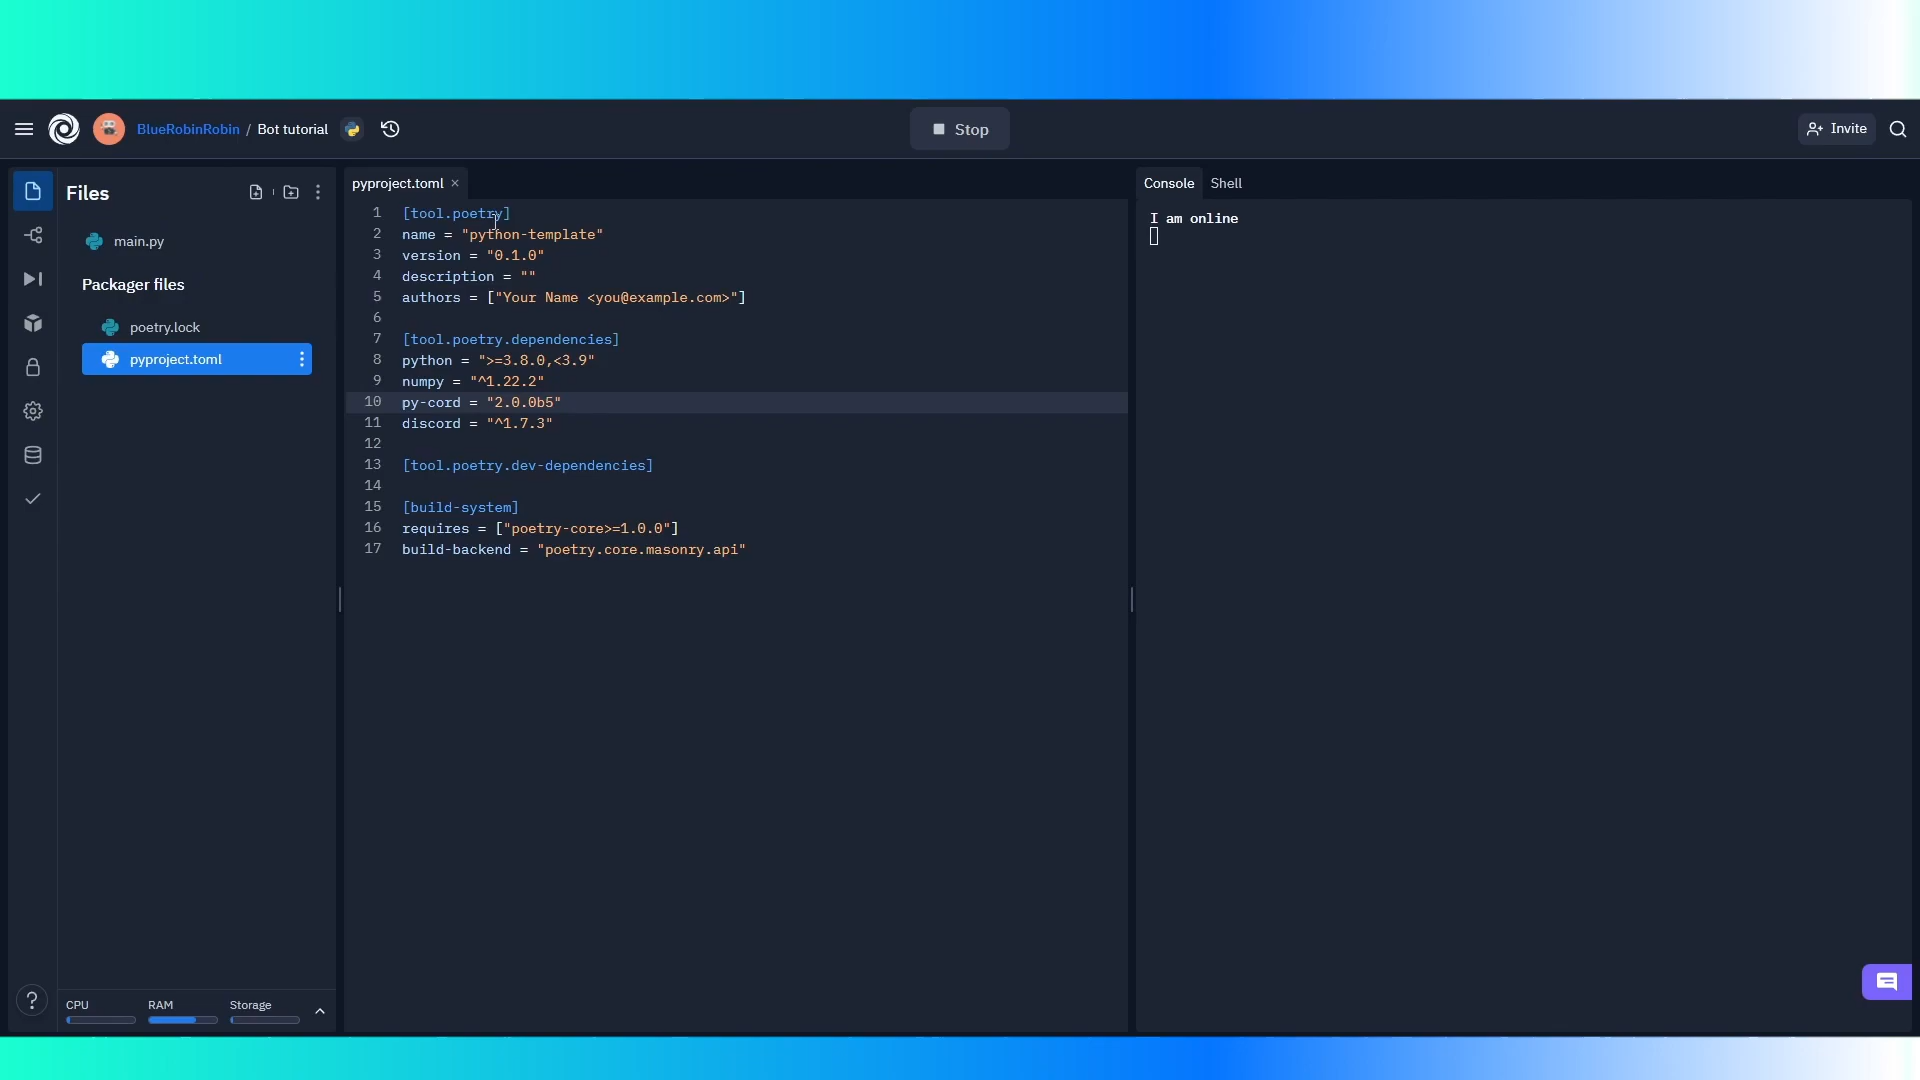 BlueRobinRobin / Bot tutorial
Stop
Invite
Files
main.py
Packager files
poetry.lock
pyproject.toml
CPU RAM Storage
pyproject.toml
1 [tool.poetry]
2 name = "python-template"
3 version = "0.1.0"
4 description = ""
5 authors = ["Your Name <you@example.com>"]
6
7 [tool.poetry.dependencies]
8 python = ">=3.8.0,<3.9"
9 numpy = "^1.22.2"
10 py-cord = "2.0.0b5"
11 discord = "^1.7.3"
12
13 [tool.poetry.dev-dependencies]
14
15 [build-system]
16 requires = ["poetry-core>=1.0.0"]
17 build-backend = "poetry.core.masonry.api"
Console Shell
I am online